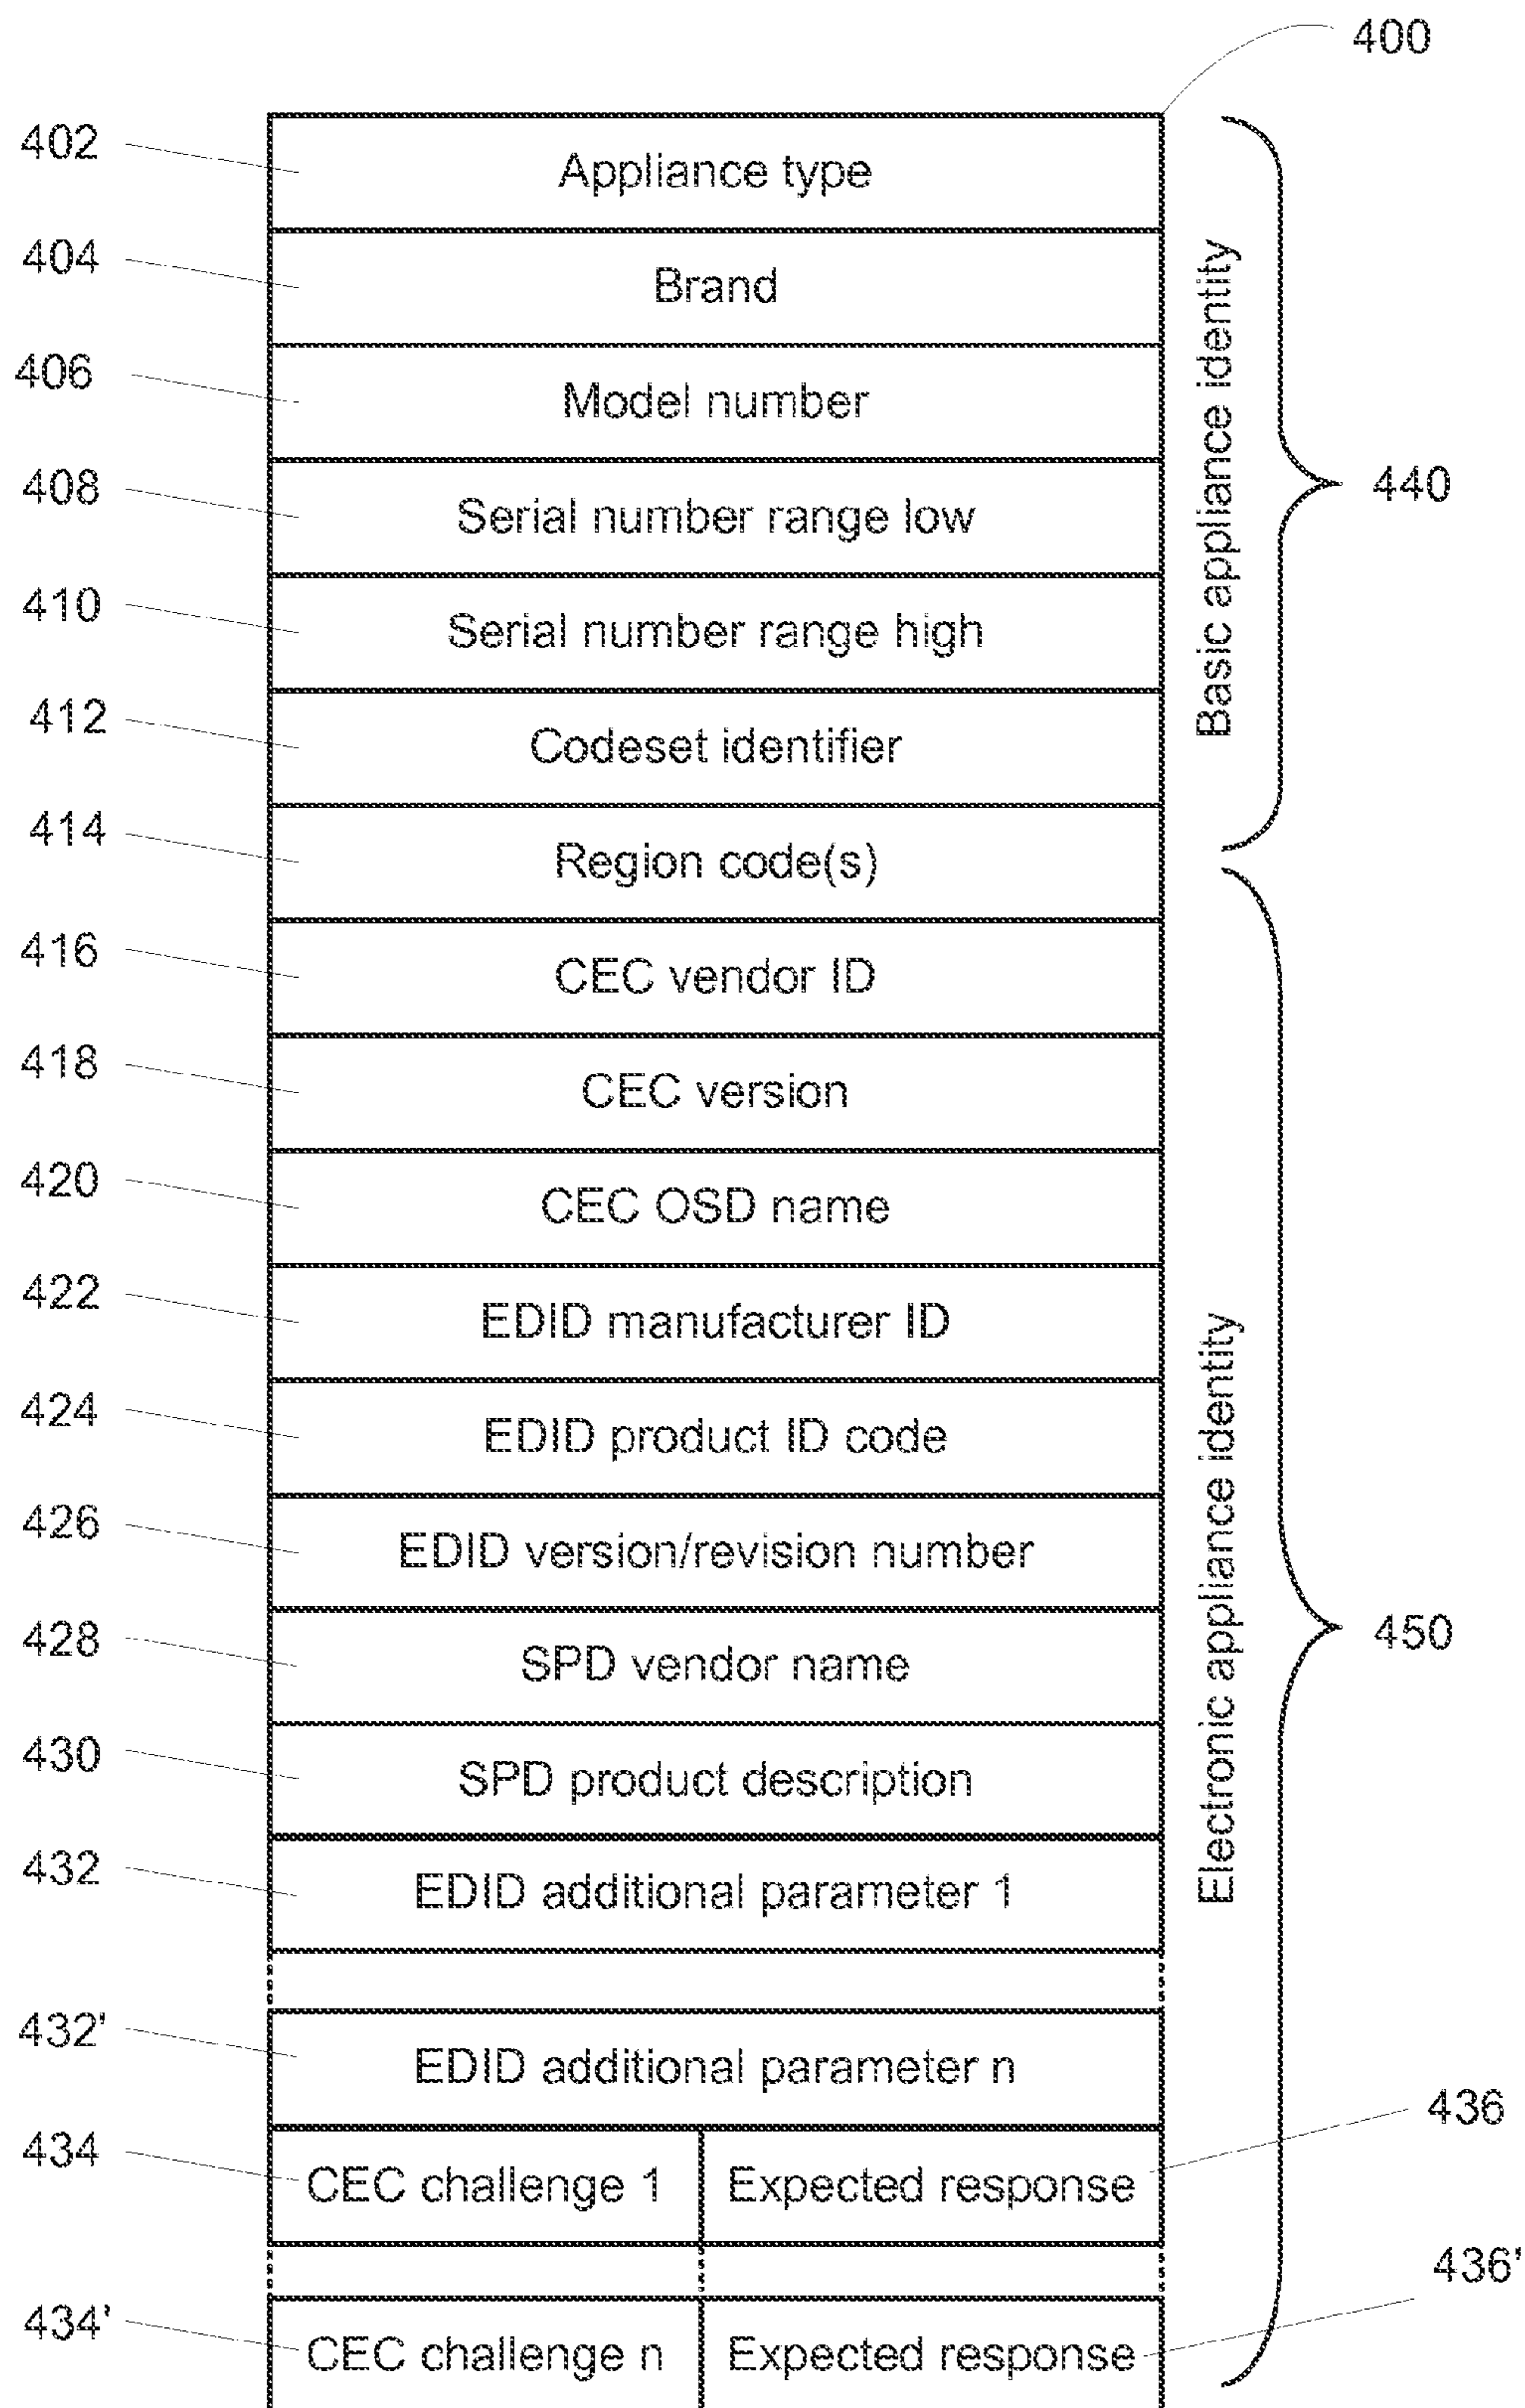 400
402 Appliance type
404 Brand
406 Model number
408 Serial number range low
410 Serial number range high
412 Codeset identifier
414 Region code(s)
Basic appliance identity
440
416 CEC vendor ID
418 CEC version
420 CEC OSD name
422 EDID manufacturer ID
424 EDID product ID code
426 EDID version/revision number
428 SPD vendor name
430 SPD product description
432 EDID additional parameter 1
432' EDID additional parameter n
434 CEC challenge 1 Expected response 436
434' CEC challenge n Expected response 436'
Electronic appliance identity
450